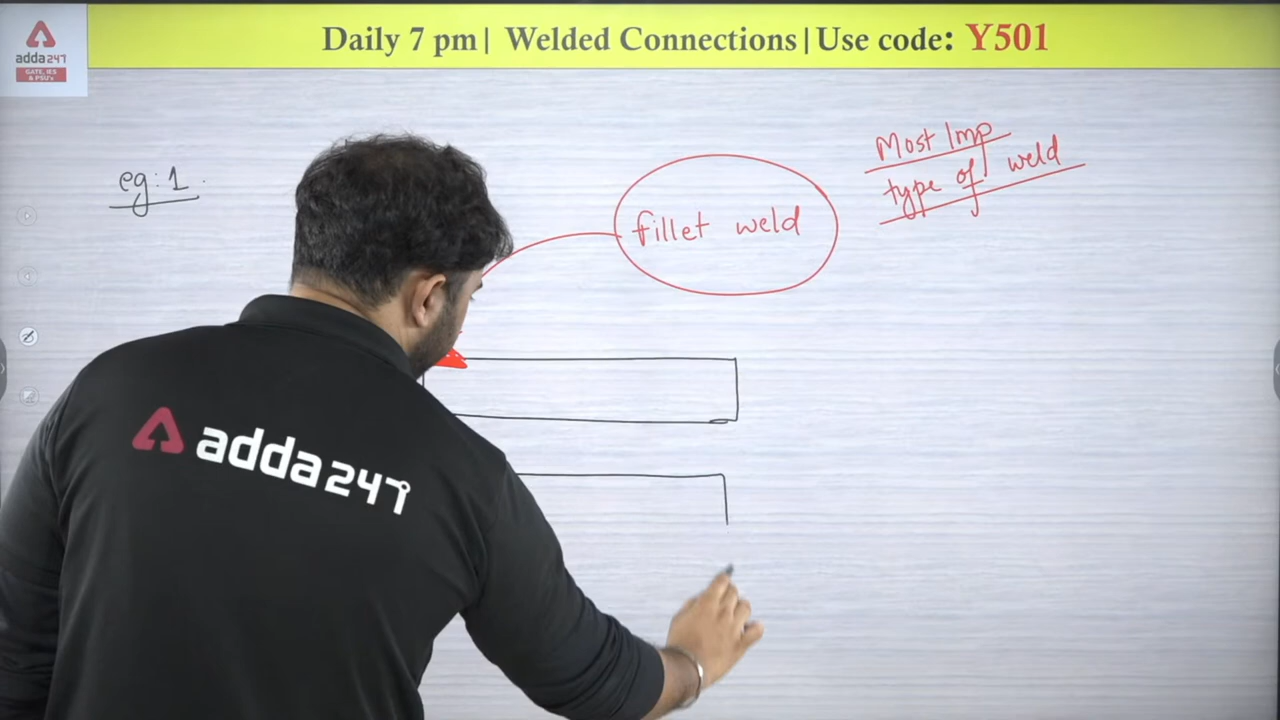 Daily 7 pm| Welded Connections|Use code: Y501
adda247
GATE, IES
& PSU's
eg: 1.
Most Imp
type of weld
fillet weld
adda247